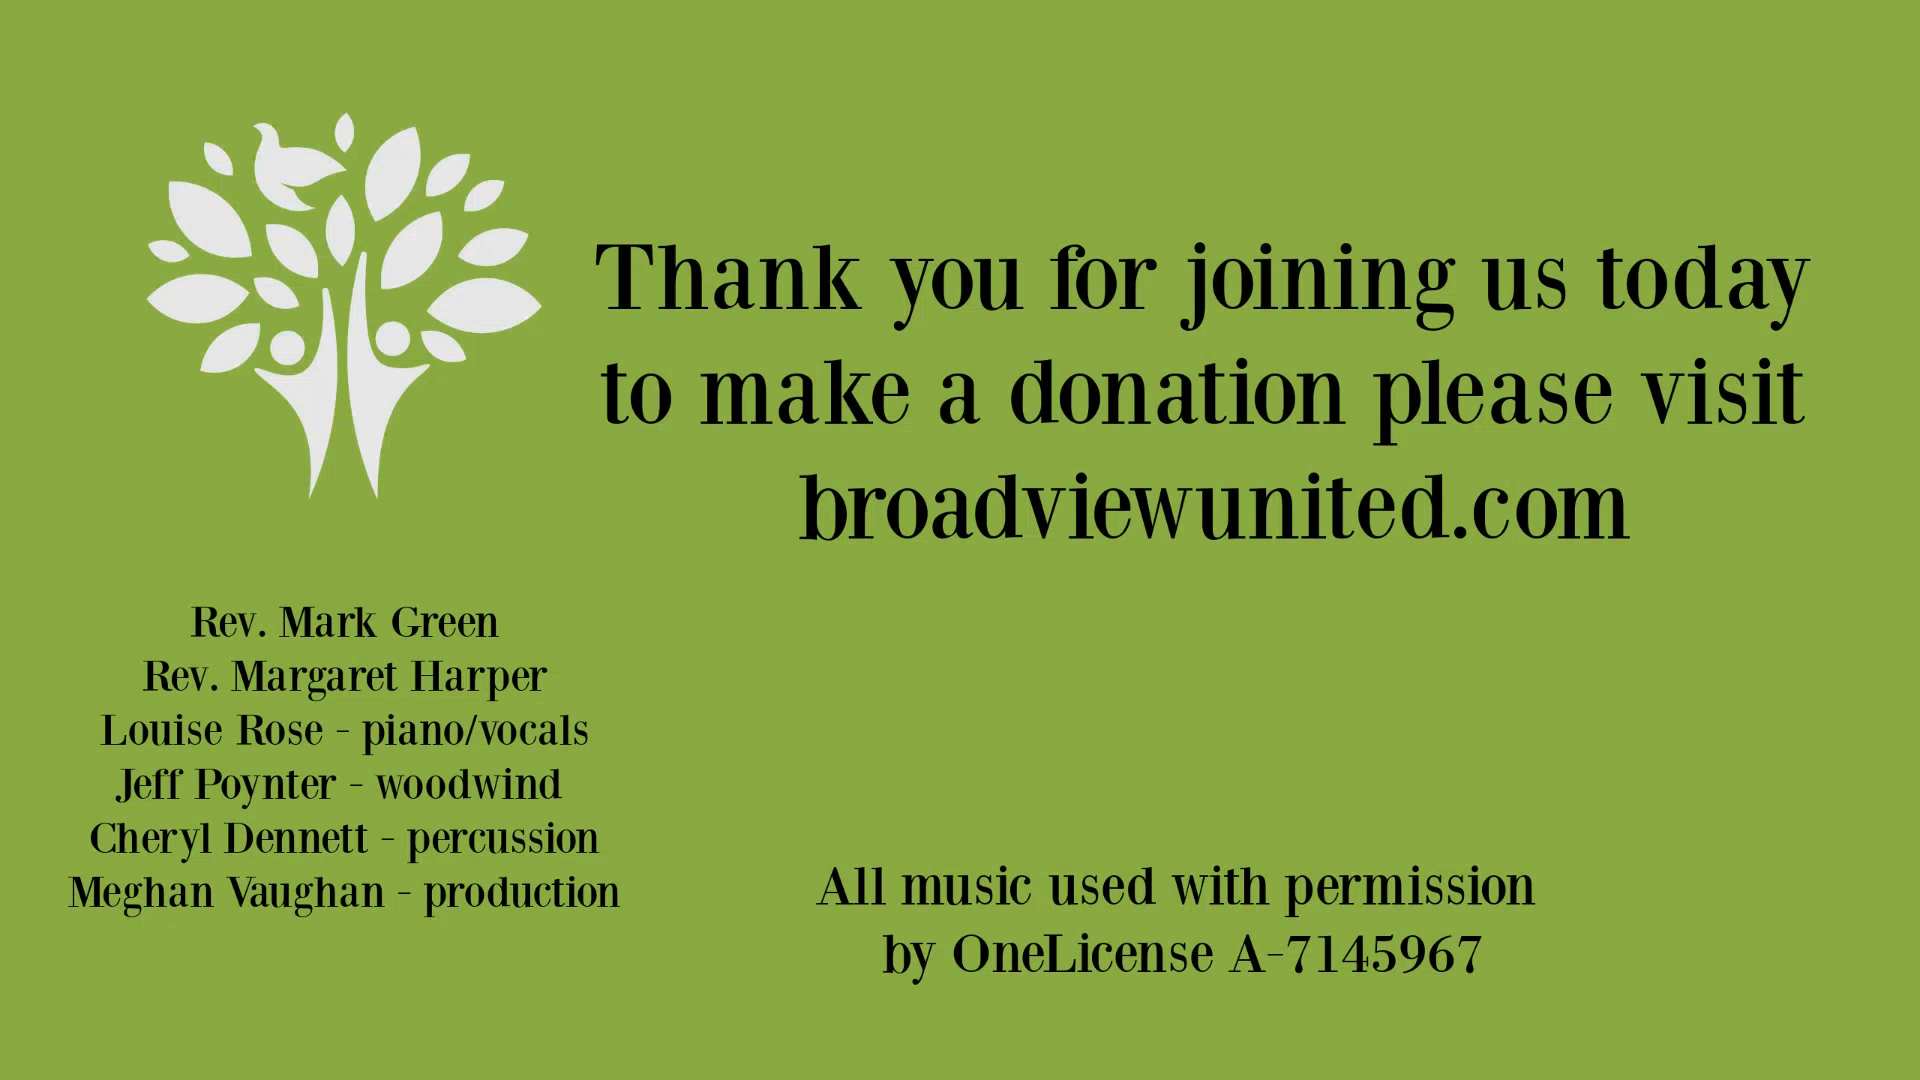 Thank you for joining us today
to make a donation please visit
broadviewunited.com
Rev. Mark Green
Rev. Margaret Harper
Louise Rose - piano/vocals
Jeff Poynter - woodwind
Cheryl Dennett - percussion
Meghan Vaughan - production
All music used with permission
by OneLicense A-7145967